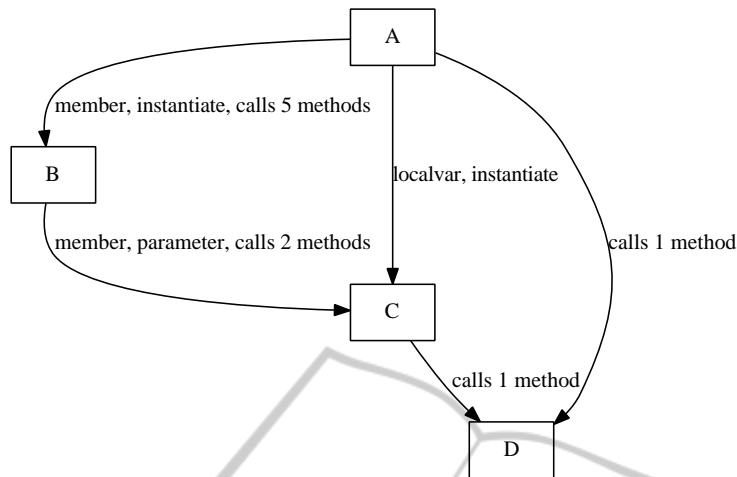 A
member, instantiate, calls 5 methods
B
localvar, instantiate
member, parameter, calls 2 methods
calls 1 method
C
calls 1 method
D